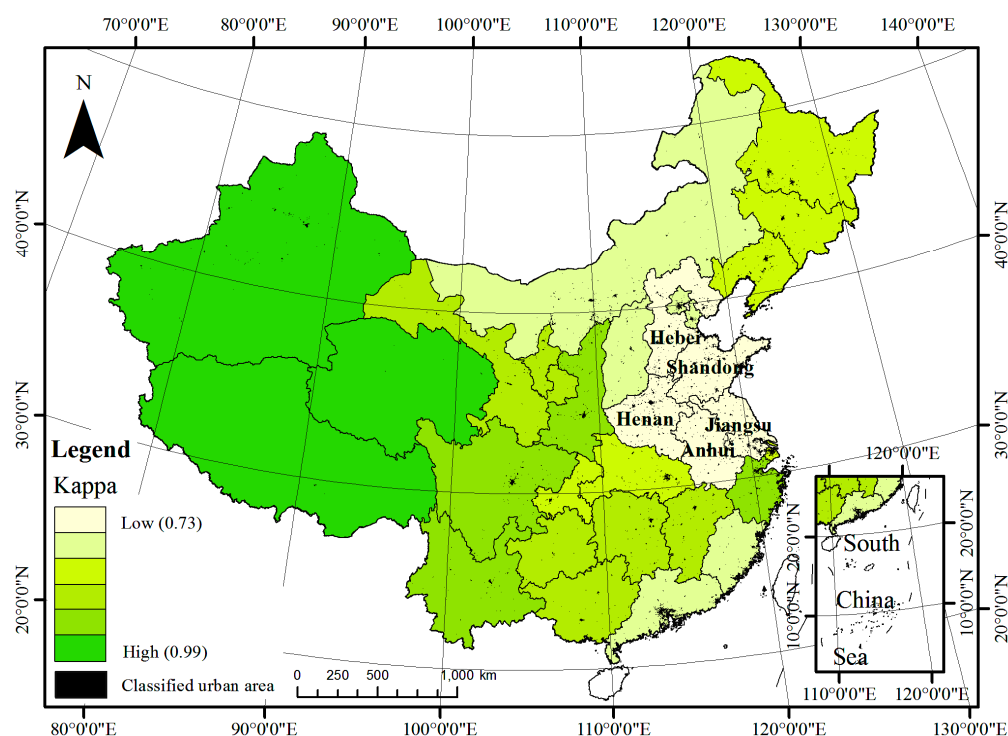 70°0'0"E 80°0'0"E 90°0'0"E 100°0'0"E 110°0'0"E 120°0'0"E 130°0'0"E 140°0'0"E
N
40°0'0"N
30°0'0"N
20°0'0"N
40°0'0"N
30°0'0"N
20°0'0"N
Hebei
Shandong
Henan
Jiangsu
Anhui
Legend
Kappa
Low (0.73)
High (0.99)
Classified urban area
0 250 500 1,000 km
120°0'0"E
20°0'0"N
10°0'0"N
20°0'0"N
10°0'0"N
South
China
Sea
110°0'0"E 120°0'0"E
80°0'0"E 90°0'0"E 100°0'0"E 110°0'0"E 120°0'0"E 130°0'0"E